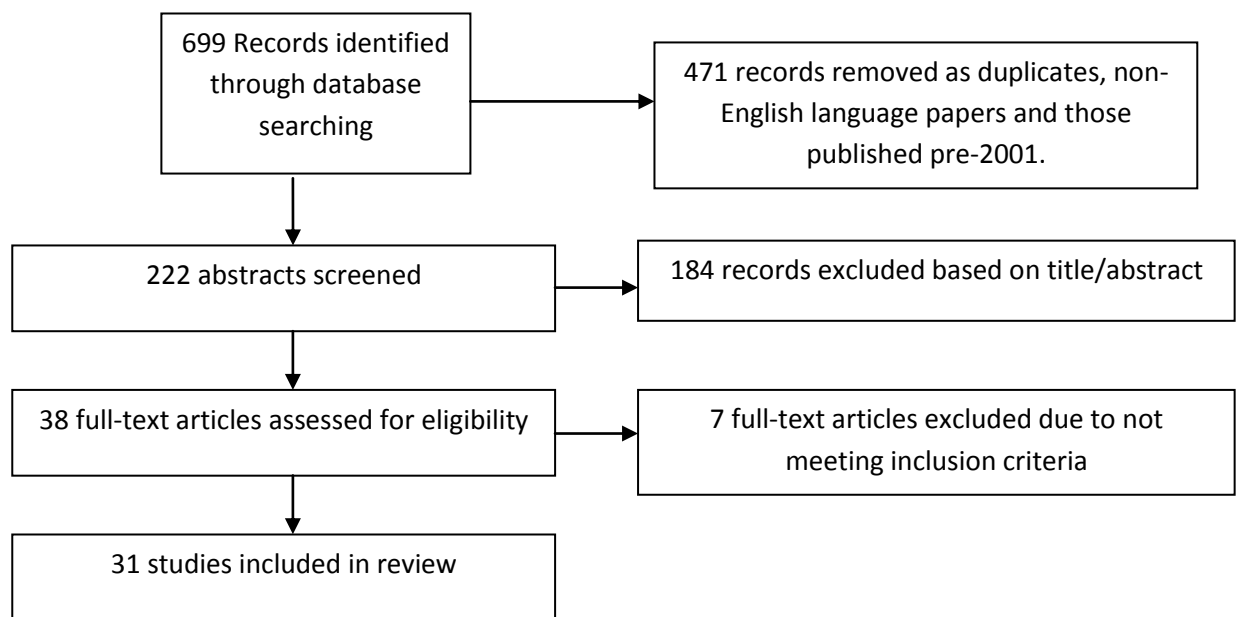 699 Records identified
through database
searching
471 records removed as duplicates, non-
English language papers and those
published pre-2001.
222 abstracts screened
184 records excluded based on title/abstract
38 full-text articles assessed for eligibility
7 full-text articles excluded due to not
meeting inclusion criteria
31 studies included in review